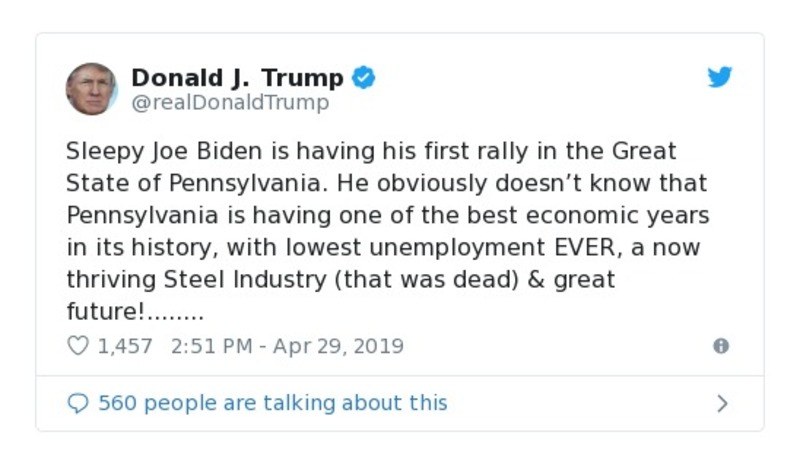 Donald J. Trump
@realDonaldTrump
Sleepy Joe Biden is having his first rally in the Great
State of Pennsylvania. He obviously doesn’t know that
Pennsylvania is having one of the best economic years
in its history, with lowest unemployment EVER, a now
thriving Steel Industry (that was dead) & great
future!........
1,457 2:51 PM - Apr 29, 2019
560 people are talking about this